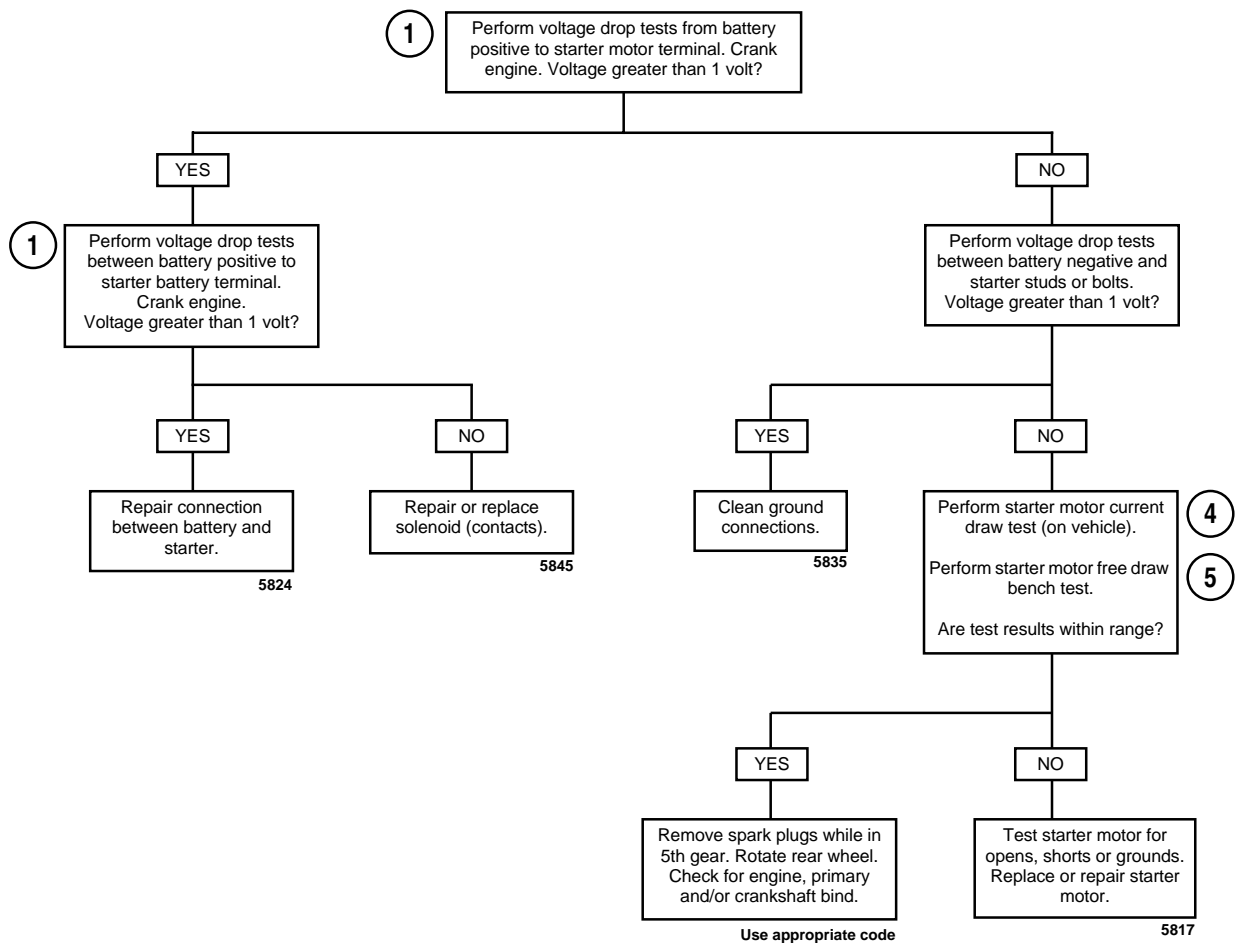 1
Perform voltage drop tests from battery
positive to starter motor terminal. Crank
engine. Voltage greater than 1 volt?
YES
NO
1
Perform voltage drop tests
between battery positive to
starter battery terminal.
Crank engine.
Voltage greater than 1 volt?
Perform voltage drop tests
between battery negative and
starter studs or bolts.
Voltage greater than 1 volt?
YES
NO
YES
NO
Repair connection
between battery and
starter.
5824
Repair or replace
solenoid (contacts).
5845
Clean ground
connections.
5835
Perform starter motor current
draw test (on vehicle).
4
Perform starter motor free draw
bench test.
5
Are test results within range?
YES
NO
Remove spark plugs while in
5th gear. Rotate rear wheel.
Check for engine, primary
and/or crankshaft bind.
Use appropriate code
Test starter motor for
opens, shorts or grounds.
Replace or repair starter
motor.
5817